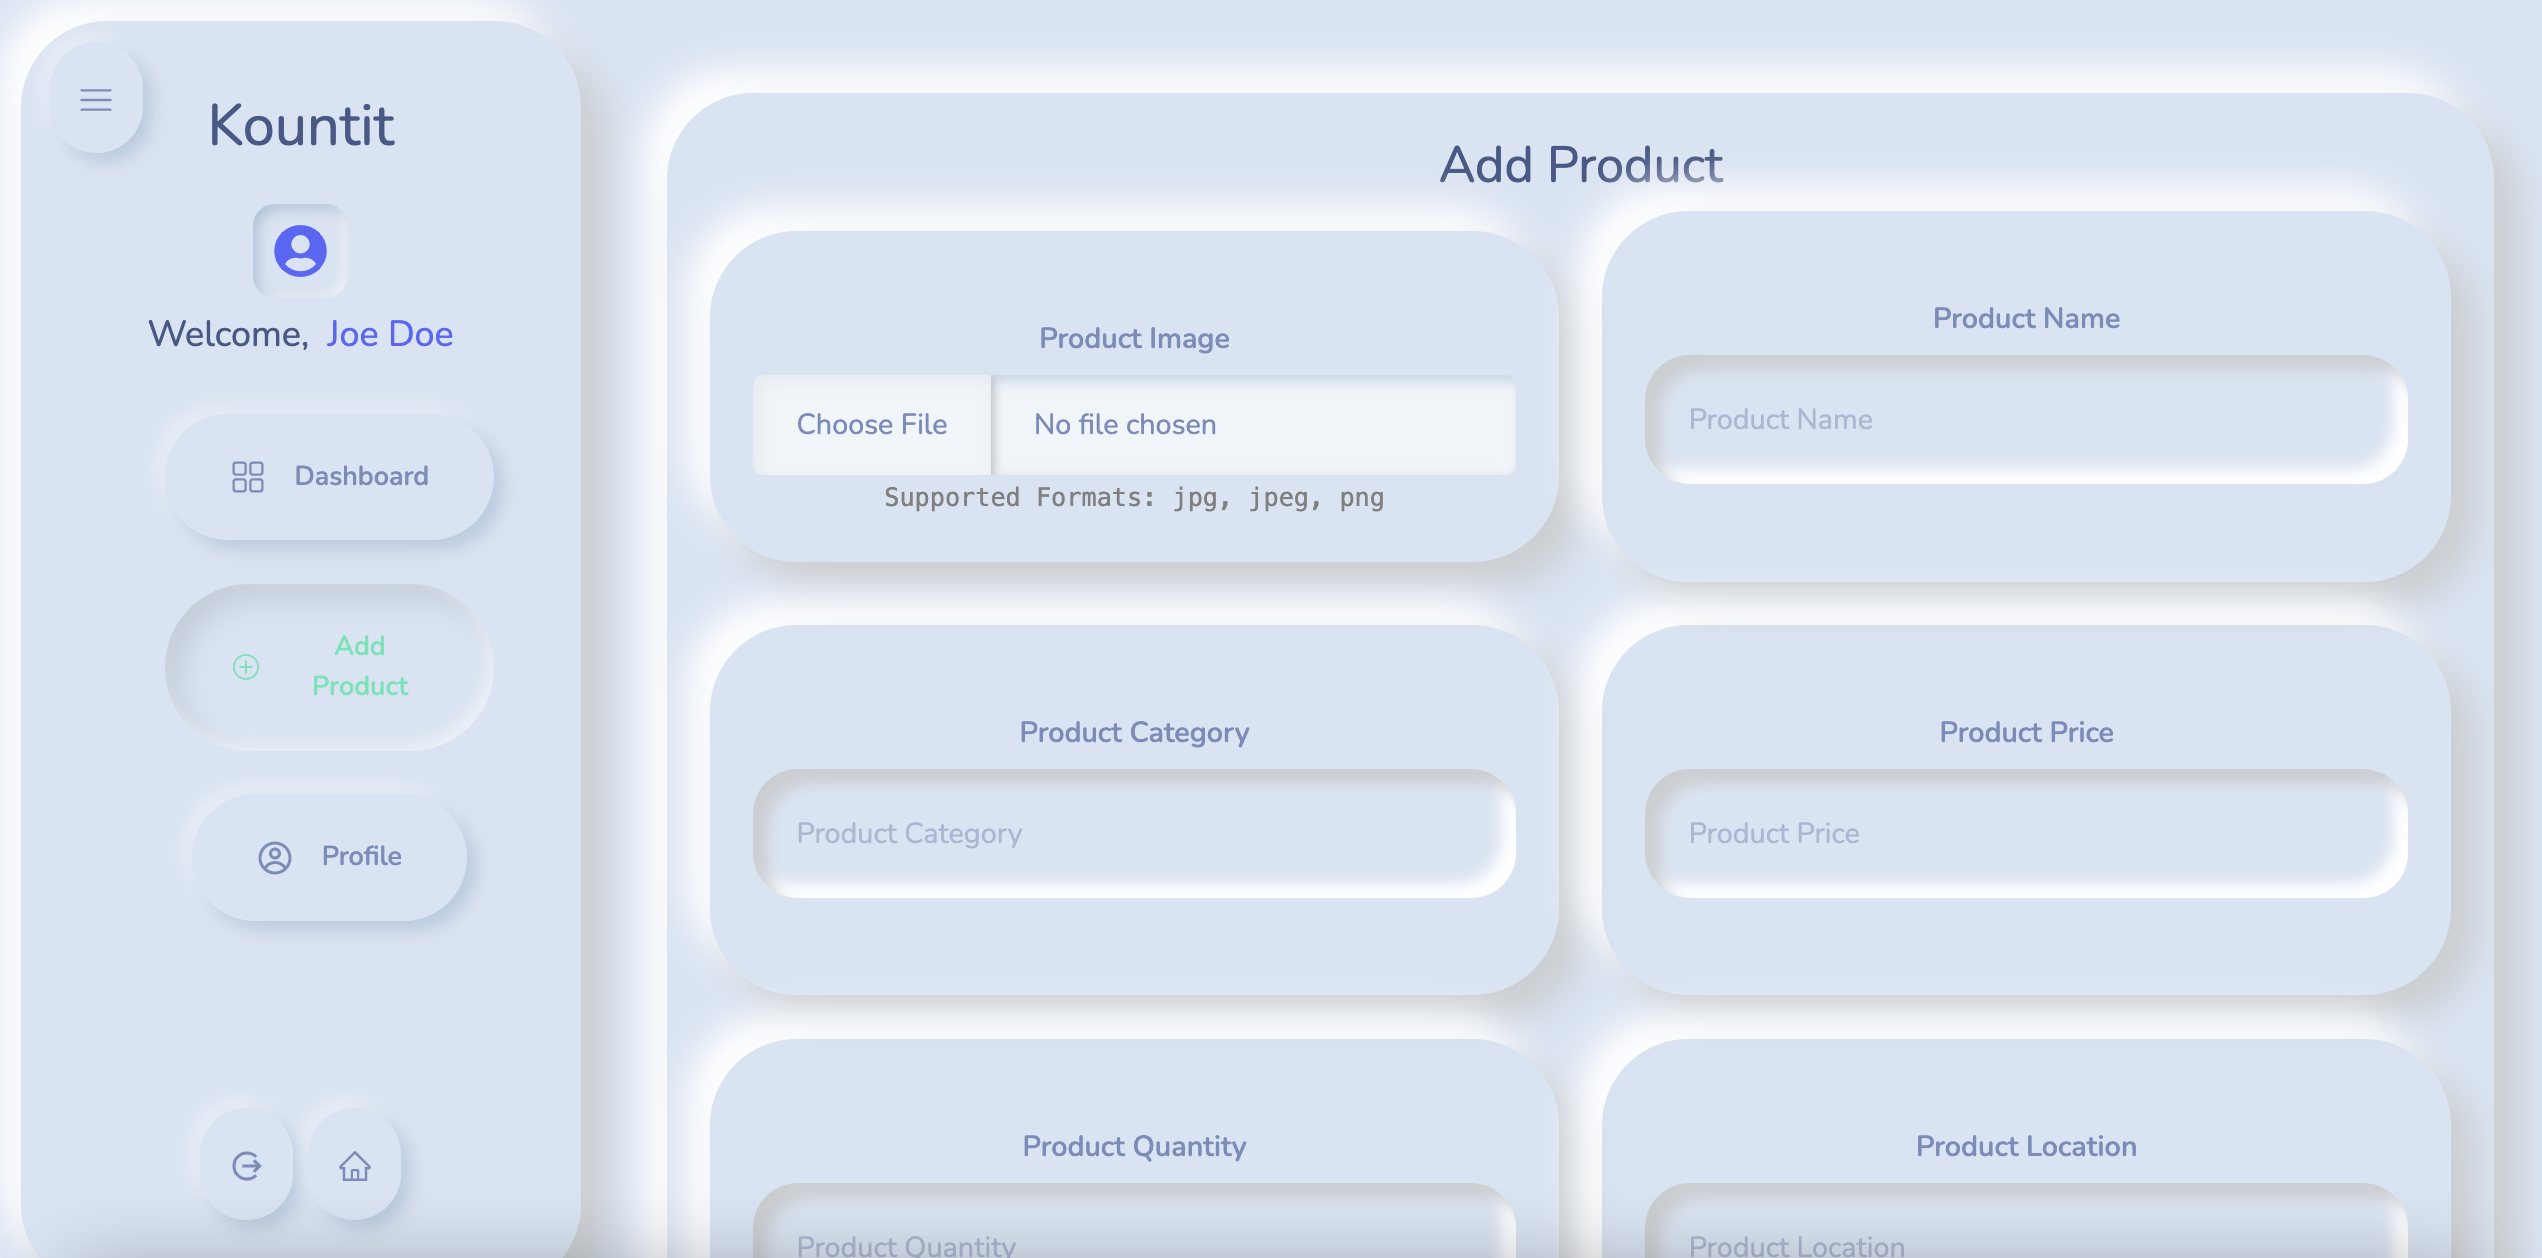 Kountit
Welcome, Joe Doe
Dashboard
Add
Product
Profile
Add Product
Product Image
Choose File No file chosen
Supported Formats: jpg, jpeg, png
Product Name
Product Name
Product Category
Product Category
Product Price
Product Price
Product Quantity
Product Quantity
Product Location
Product Location